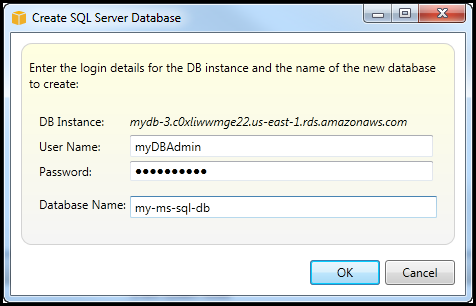 Create SQL Server Database
Enter the login details for the DB instance and the name of the new database
to create:
DB Instance: mydb-3.c0xliwwmge22.us-east-1.rds.amazonaws.com
User Name: myDBAdmin
Password: ●●●●●●●●●●
Database Name: my-ms-sql-db
OK Cancel